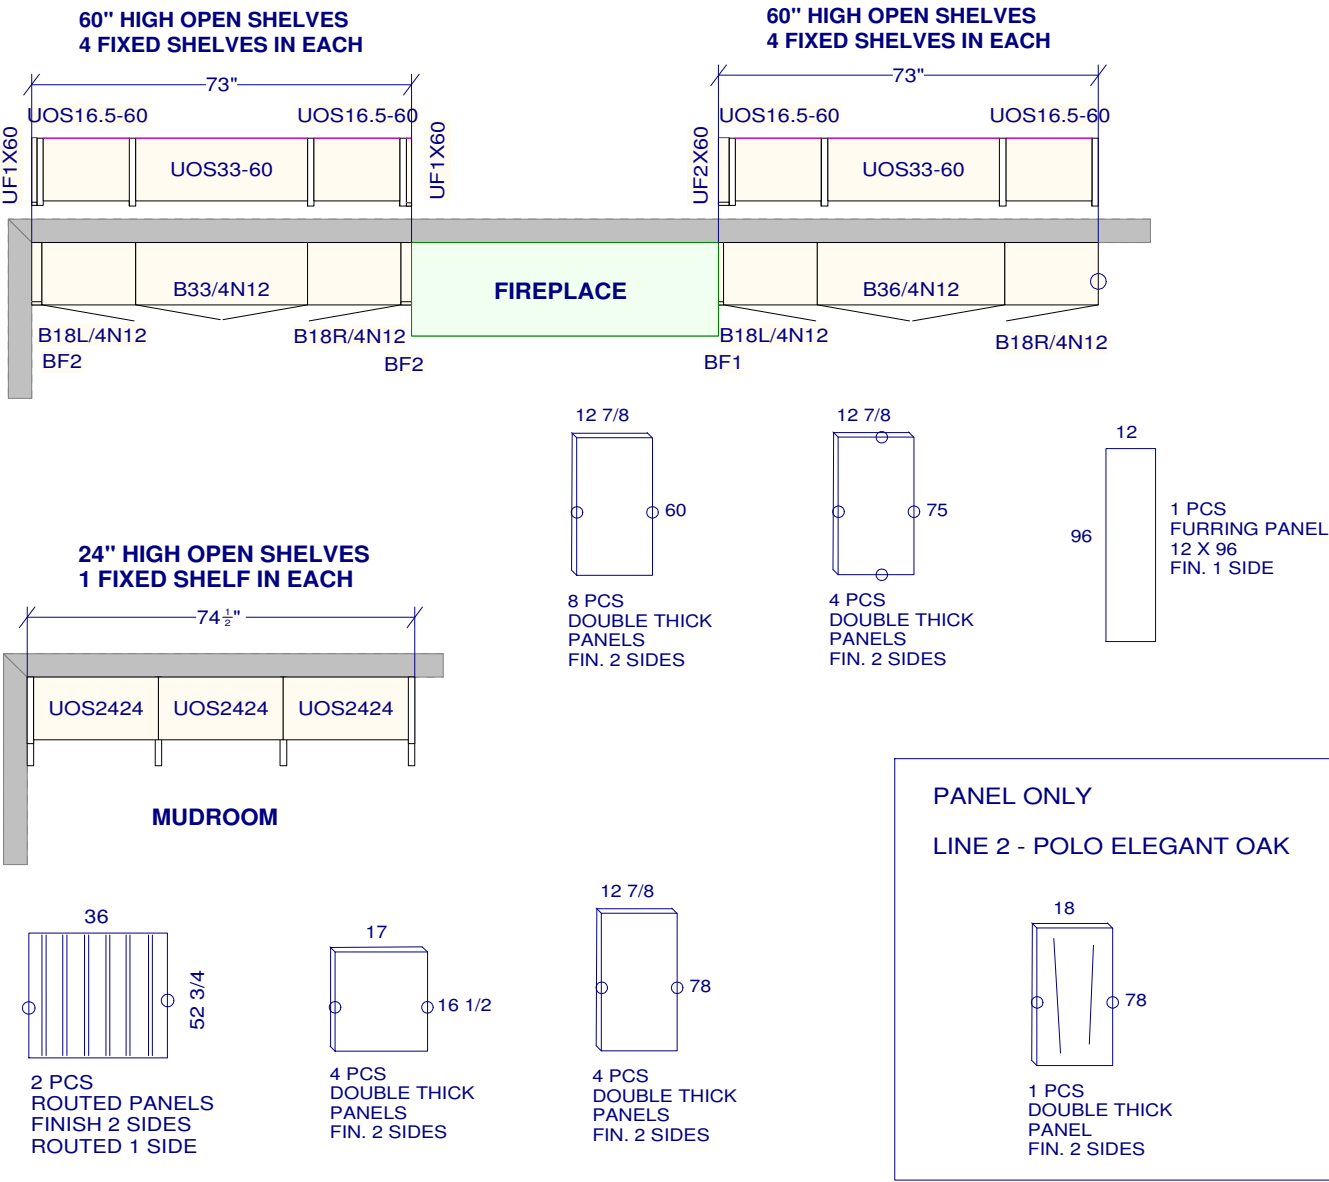 60" HIGH OPEN SHELVES
4 FIXED SHELVES IN EACH
73"
UOS16.5-60
UOS16.5-60
UF1X60
UOS33-60
UF1X60
B33/4N12
B18L/4N12
B18R/4N12
BF2
BF2
FIREPLACE
60" HIGH OPEN SHELVES
4 FIXED SHELVES IN EACH
73"
UOS16.5-60
UOS16.5-60
UF2X60
UOS33-60
B36/4N12
B18L/4N12
B18R/4N12
BF1
12 7/8
60
8 PCS
DOUBLE THICK
PANELS
FIN. 2 SIDES
12 7/8
75
4 PCS
DOUBLE THICK
PANELS
FIN. 2 SIDES
12
96
1 PCS
FURRING PANEL
12 X 96
FIN. 1 SIDE
24" HIGH OPEN SHELVES
1 FIXED SHELF IN EACH
74 1/2"
UOS2424
UOS2424
UOS2424
MUDROOM
36
52 3/4
2 PCS
ROUTED PANELS
FINISH 2 SIDES
ROUTED 1 SIDE
17
16 1/2
4 PCS
DOUBLE THICK
PANELS
FIN. 2 SIDES
12 7/8
78
4 PCS
DOUBLE THICK
PANELS
FIN. 2 SIDES
PANEL ONLY
LINE 2 - POLO ELEGANT OAK
18
78
1 PCS
DOUBLE THICK
PANEL
FIN. 2 SIDES